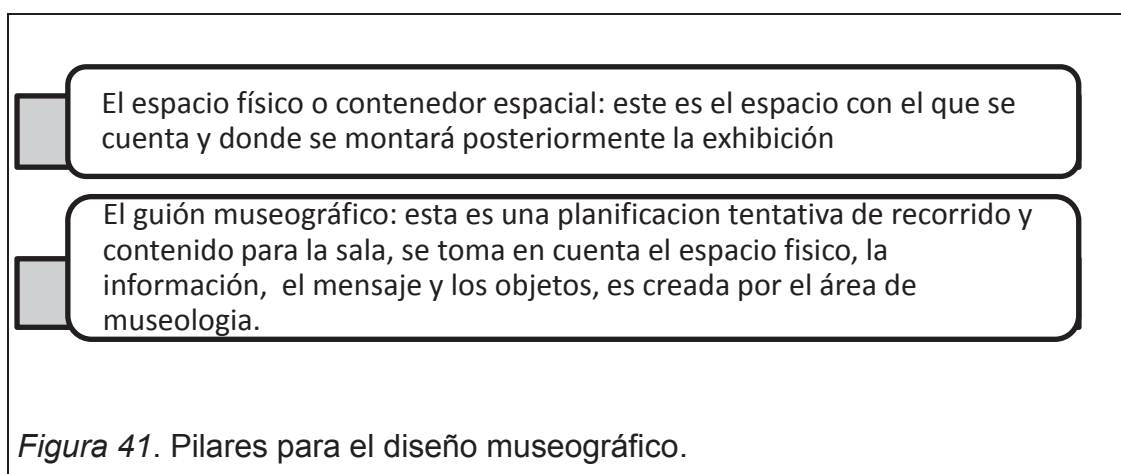 El espacio físico o contenedor espacial: este es el espacio con el que se
cuenta y donde se montará posteriormente la exhibición
El guión museográfico: esta es una planificacion tentativa de recorrido y
contenido para la sala, se toma en cuenta el espacio fisico, la
información,  el mensaje y los objetos, es creada por el área de
museologia.
Figura 41. Pilares para el diseño museográfico.